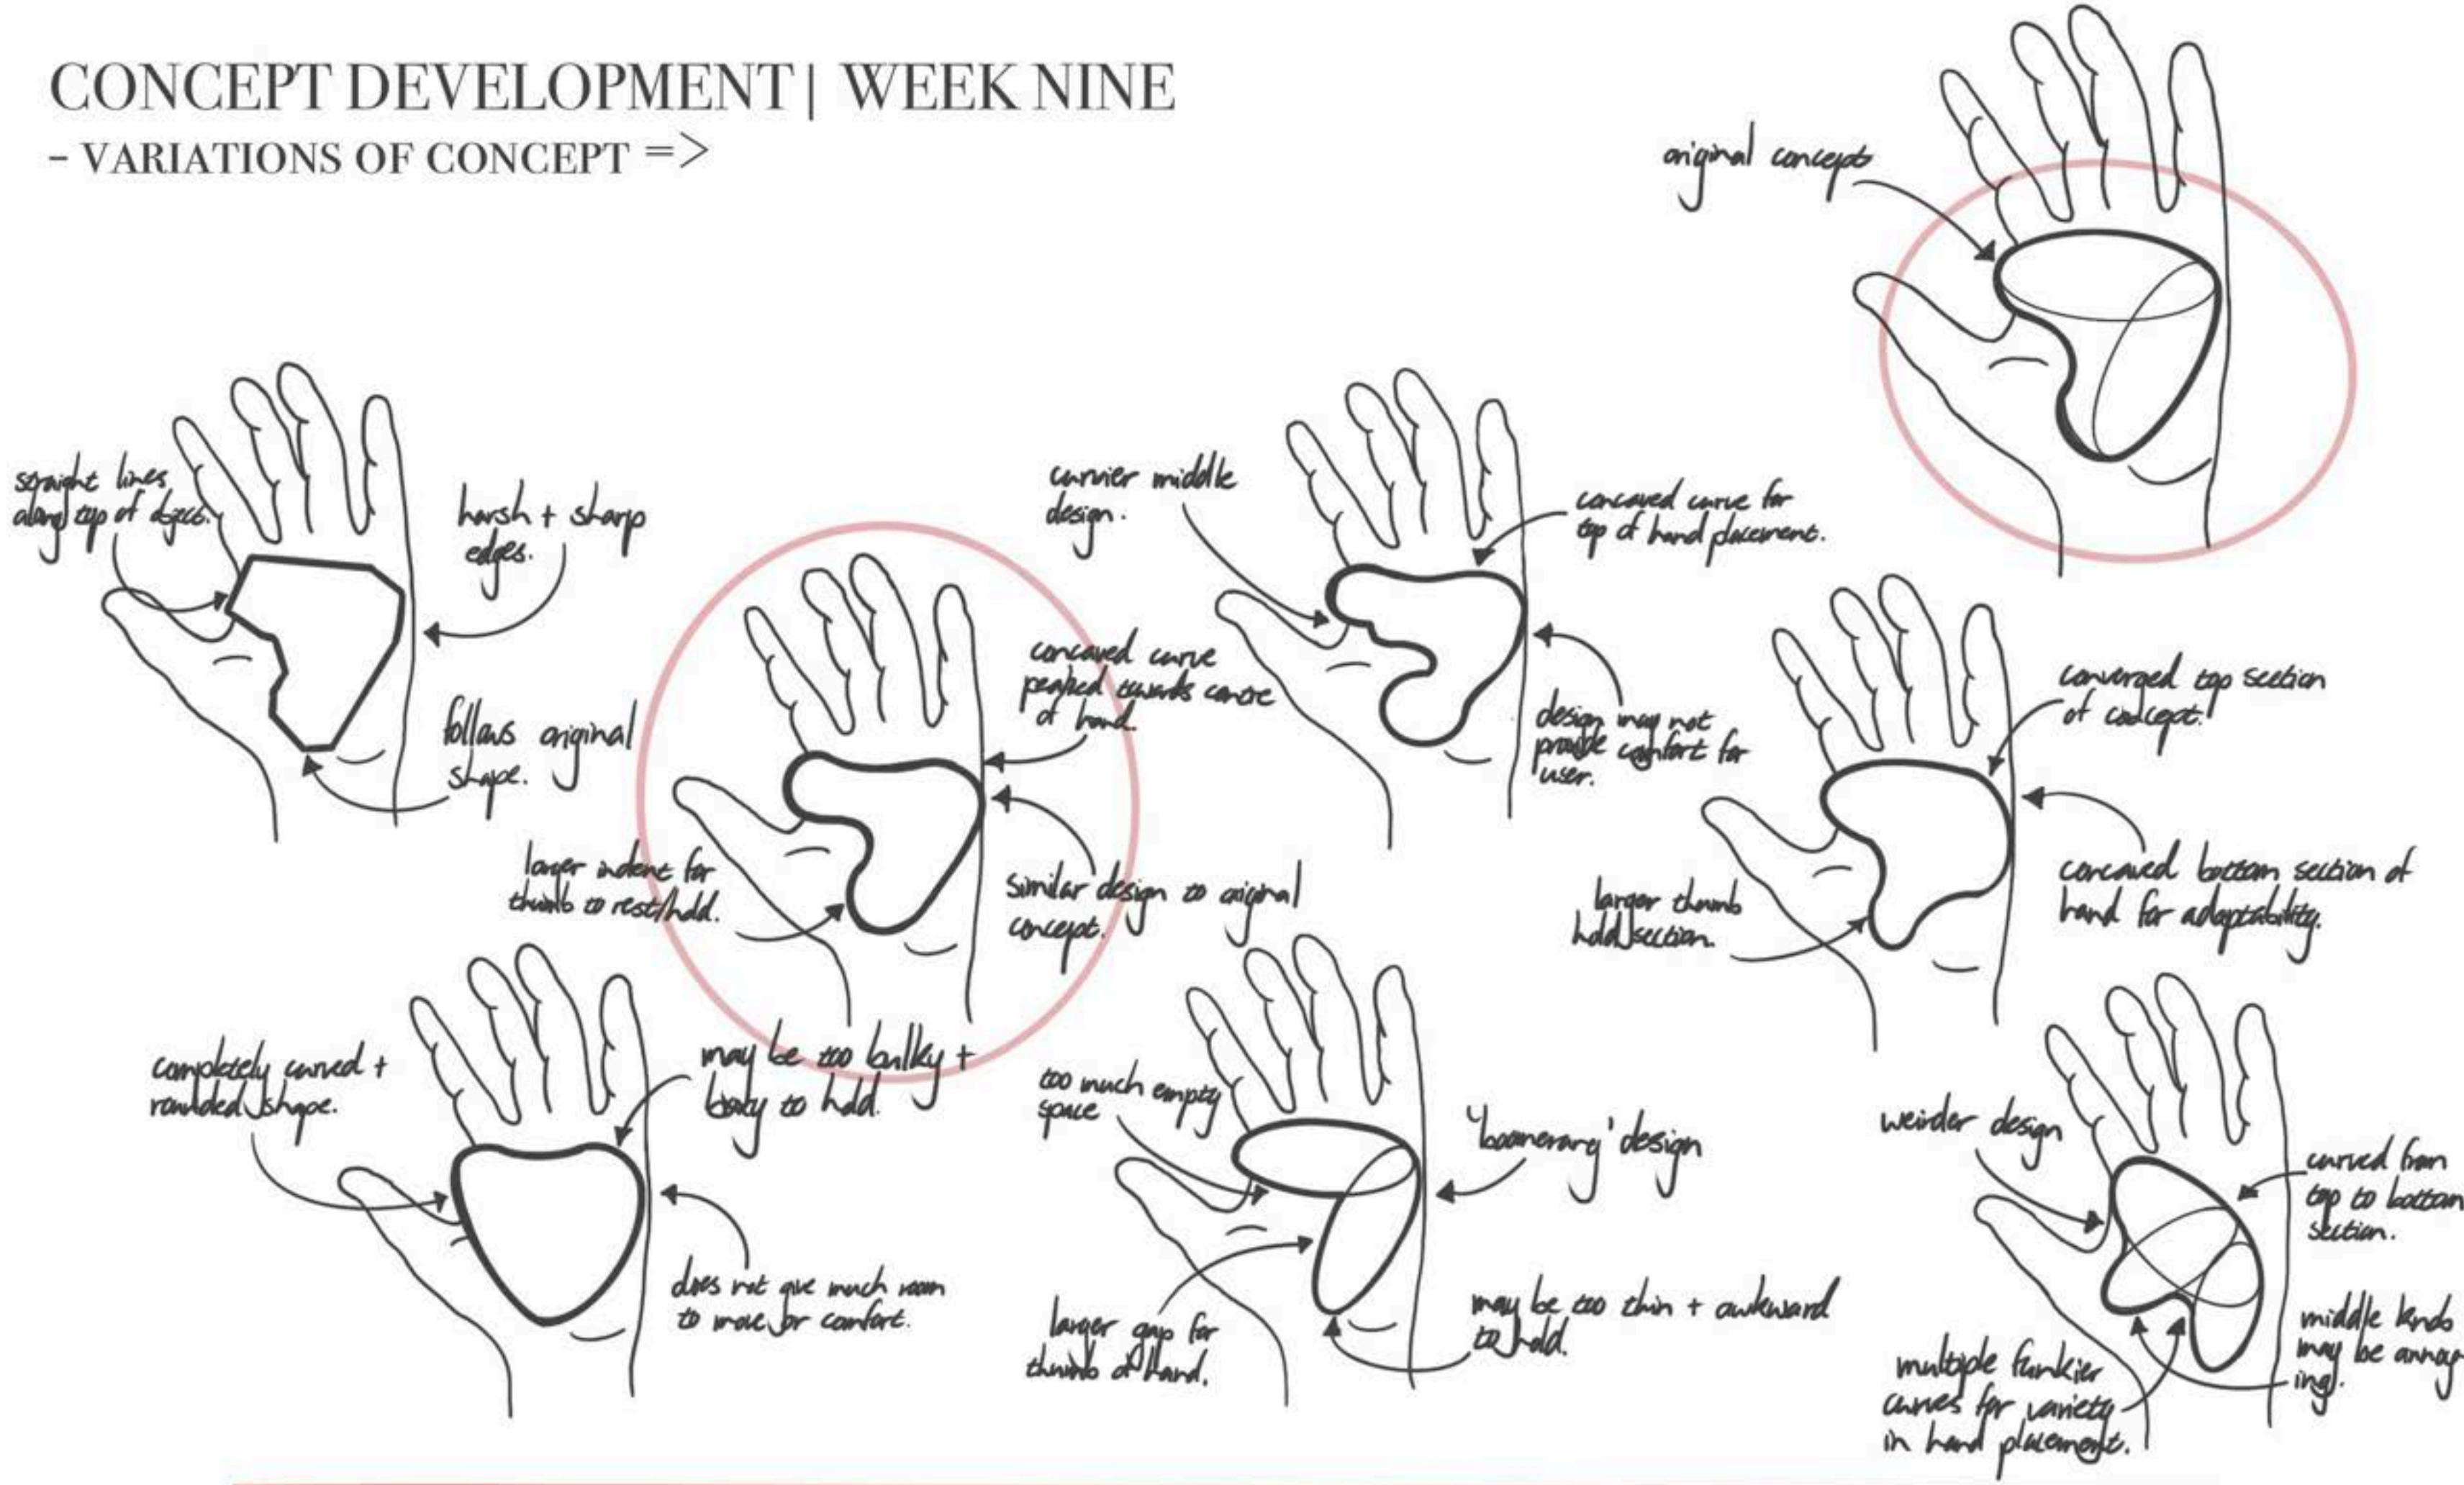 CONCEPT DEVELOPMENT | WEEK NINE
- VARIATIONS OF CONCEPT =>
original concept
straight lines
along top of object.
harsh + sharp
edges.
follows original
shape.
concaved curve
peaked towards centre
of hand.
larger indent for
thumb to rest/hold.
similar design to original
concept.
curvier middle
design.
concaved curve for
top of hand placement.
design may not
provide comfort for
user.
converged top section
of concept.
larger thumb
hold section.
concaved bottom section of
hand for adaptability.
completely curved +
rounded shape.
may be too bulky +
to hold.
does not give much room
to move for comfort.
too much empty
space
'boomerang' design
larger gap for
thumb of hand.
may be too thin + awkward
to hold.
weirder design
curved from
top to bottom
section.
middle
may be annoy-
ing.
multiple funkier
curves for variety
in hand placement.